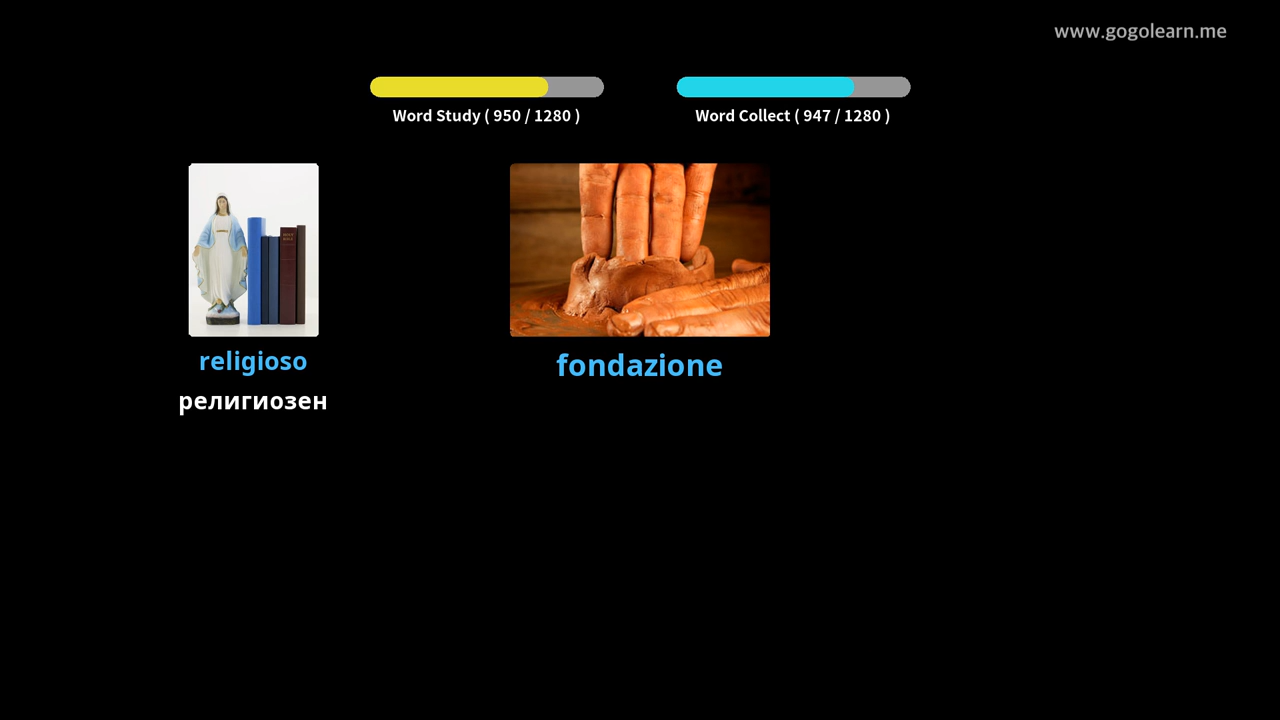 www.gogolearn.me
Word Study ( 950 / 1280 )
Word Collect ( 947 / 1280 )
religioso
религиозен
fondazione